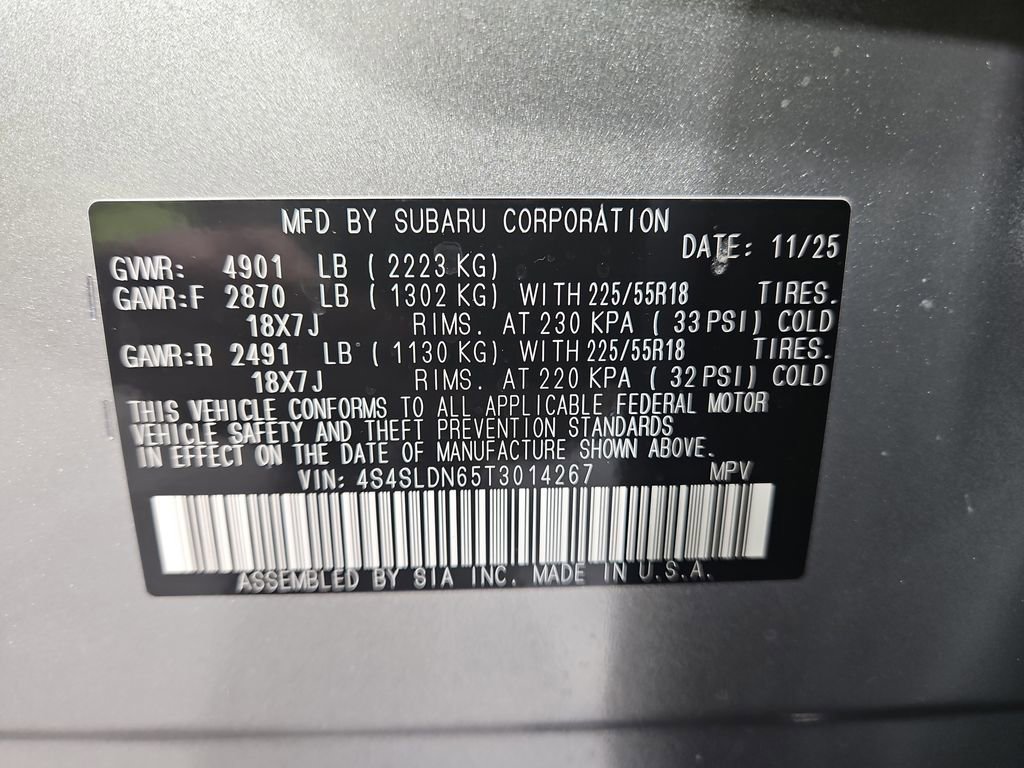 MFD. BY SUBARU CORPORATION
DATE: 11/25
GVWR: 4901 LB ( 2223 KG)
GAWR:F 2870 LB ( 1302 KG) WITH 225/55R18 TIRES.
18X7J RIMS. AT 230 KPA ( 33 PSI) COLD
GAWR:R 2491 LB ( 1130 KG) WITH 225/55R18 TIRES.
18X7J RIMS. AT 220 KPA ( 32 PSI) COLD
THIS VEHICLE CONFORMS TO ALL APPLICABLE FEDERAL MOTOR
VEHICLE SAFETY AND THEFT PREVENTION STANDARDS
IN EFFECT ON THE DATE OF MANUFACTURE SHOWN ABOVE.
VIN: 4S4SLDN65T3014267 MPV
ASSEMBLED BY SIA INC. MADE IN U.S.A.